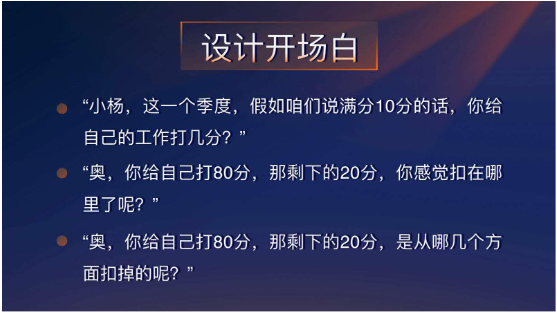 设计开场白
“小杨，这一个季度，假如咱们说满分10分的话，你给
自己的工作打几分？”
“奥，你给自己打80分，那剩下的20分，你感觉扣在哪
里了呢？”
“奥，你给自己打80分，那剩下的20分，是从哪几个方
面扣掉的呢？”